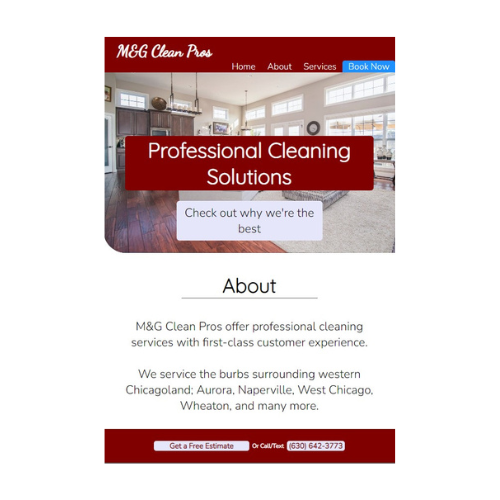 M&G Clean Pros
Home About Services Book Now
Professional Cleaning
Solutions
Check out why we're the
best
About
M&G Clean Pros offer professional cleaning
services with first-class customer experience.
We service the burbs surrounding western
Chicagoland; Aurora, Naperville, West Chicago,
Wheaton, and many more.
Get a Free Estimate Or Call/Text (630) 642-3773